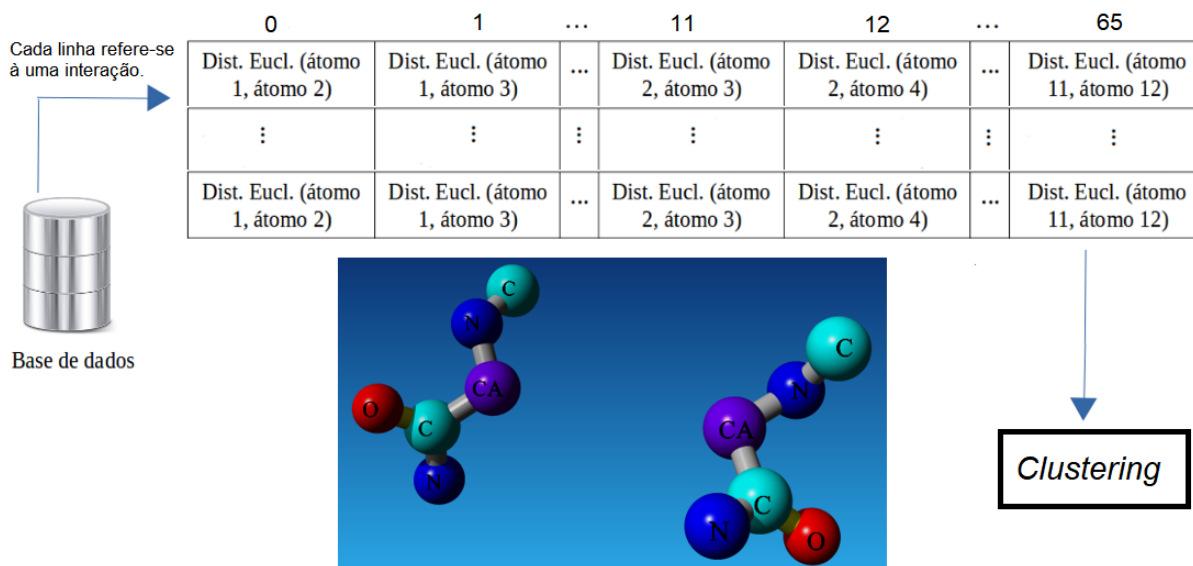 0 1 ... 11 12 ... 65
Cada linha refere-se
à uma interação.
Dist. Eucl. (átomo Dist. Eucl. (átomo ... Dist. Eucl. (átomo Dist. Eucl. (átomo ... Dist. Eucl. (átomo
1, átomo 2) 1, átomo 3) 2, átomo 3) 2, átomo 4) 11, átomo 12)
⋮ ⋮ ⋮ ⋮ ⋮ ⋮ ⋮
Dist. Eucl. (átomo Dist. Eucl. (átomo ... Dist. Eucl. (átomo Dist. Eucl. (átomo ... Dist. Eucl. (átomo
1, átomo 2) 1, átomo 3) 2, átomo 3) 2, átomo 4) 11, átomo 12)
Base de dados
C
N
CA
O
C
N
C
N
CA
C
N
O
Clustering